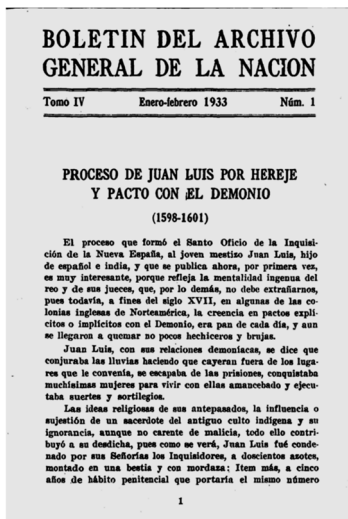 BOLETIN DEL ARCHIVO
GENERAL DE LA NACION
Tomo IV Enero-febrero 1933 Núm. 1
PROCESO DE JUAN LUIS POR HEREJE
Y PACTO CON EL DEMONIO
(1598-1601)
El proceso que formó el Santo Oficio de la Inquisi-
ción de la Nueva España, al joven mestizo Juan Luis, hijo
de español e india, y que se publica ahora, por primera vez,
es muy interesante, porque refleja la mentalidad ingenua del
reo y de sus jueces, que, por lo demás, no debe extrañarnos,
pues todavía, a fines del siglo XVII, en algunas de las co-
lonias inglesas de Norteamérica, la creencia en pactos explí-
citos o implícitos con el Demonio, era pan de cada día, y aun
se llegaron a quemar no pocos hechiceros y brujas.
Juan Luis, con sus relaciones demoníacas, se dice que
conjuraba las lluvias haciendo que cayeran fuera de los luga-
res que le convenía, se escapaba de las prisiones, conquistaba
muchísimas mujeres para vivir con ellas amancebado y ejecu-
taba suertes y sortilegios.
Las ideas religiosas de sus antepasados, la influencia o
sujestión de un sacerdote del antiguo culto indígena y su
ignorancia, aunque no carente de malicia, todo ello contri-
buyó a su desdicha, pues como se verá, Juan Luis fué conde-
nado por sus Señorías los Inquisidores, a doscientos azotes,
montado en una bestia y con mordaza; Item más, a cinco
años de hábito penitencial que portaría el mismo número
1